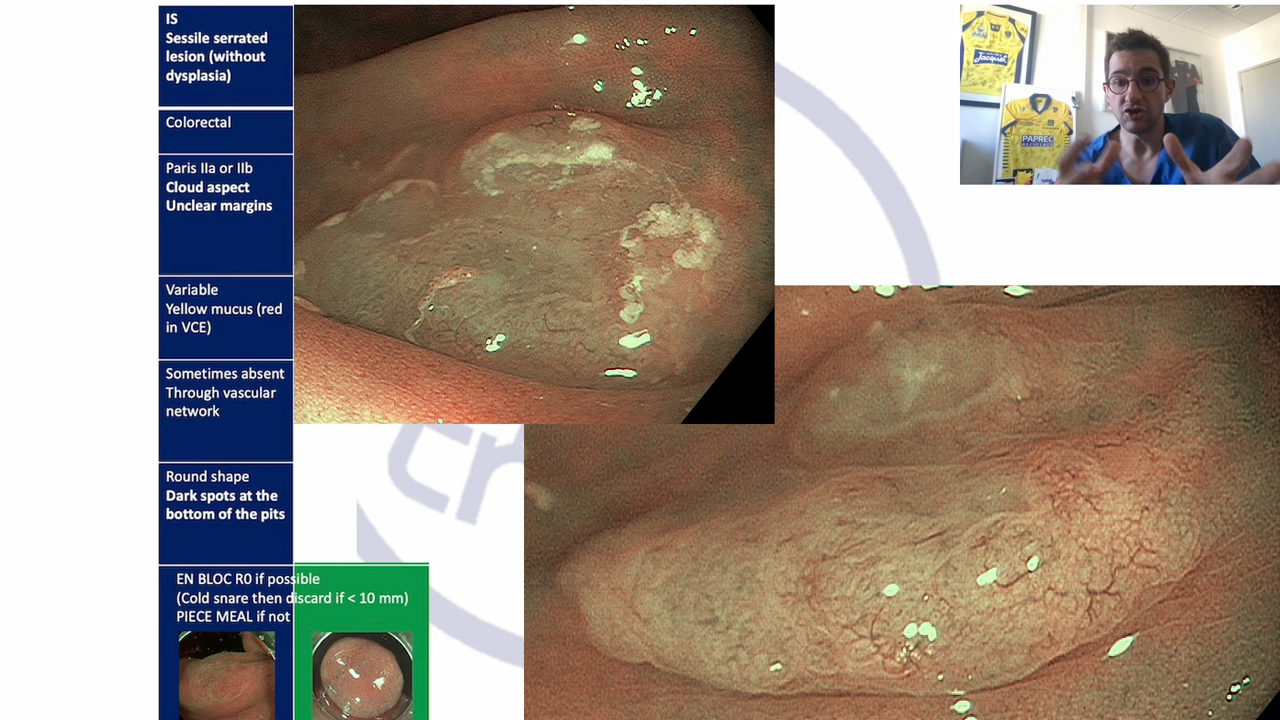 IS
Sessile serrated
lesion (without
dysplasia)
Colorectal
Paris IIa or IIb
Cloud aspect
Unclear margins
Variable
Yellow mucus (red
in VCE)
Sometimes absent
Through vascular
network
Round shape
Dark spots at the
bottom of the pits
EN BLOC R0 if possible
(Cold snare then discard if < 10 mm)
PIECE MEAL if not
Jacquet
PAPREC